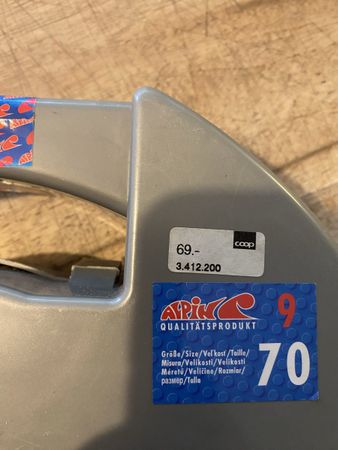 69.-
coop
3.412.200
ALPIN
9
QUALITÄTSPRODUKT
Größe/Size/Veľkosť/Taille/
Misura/Velikosti/Velikosti
Méretü/Veličine/Rozmiar/
размер/Talla
70